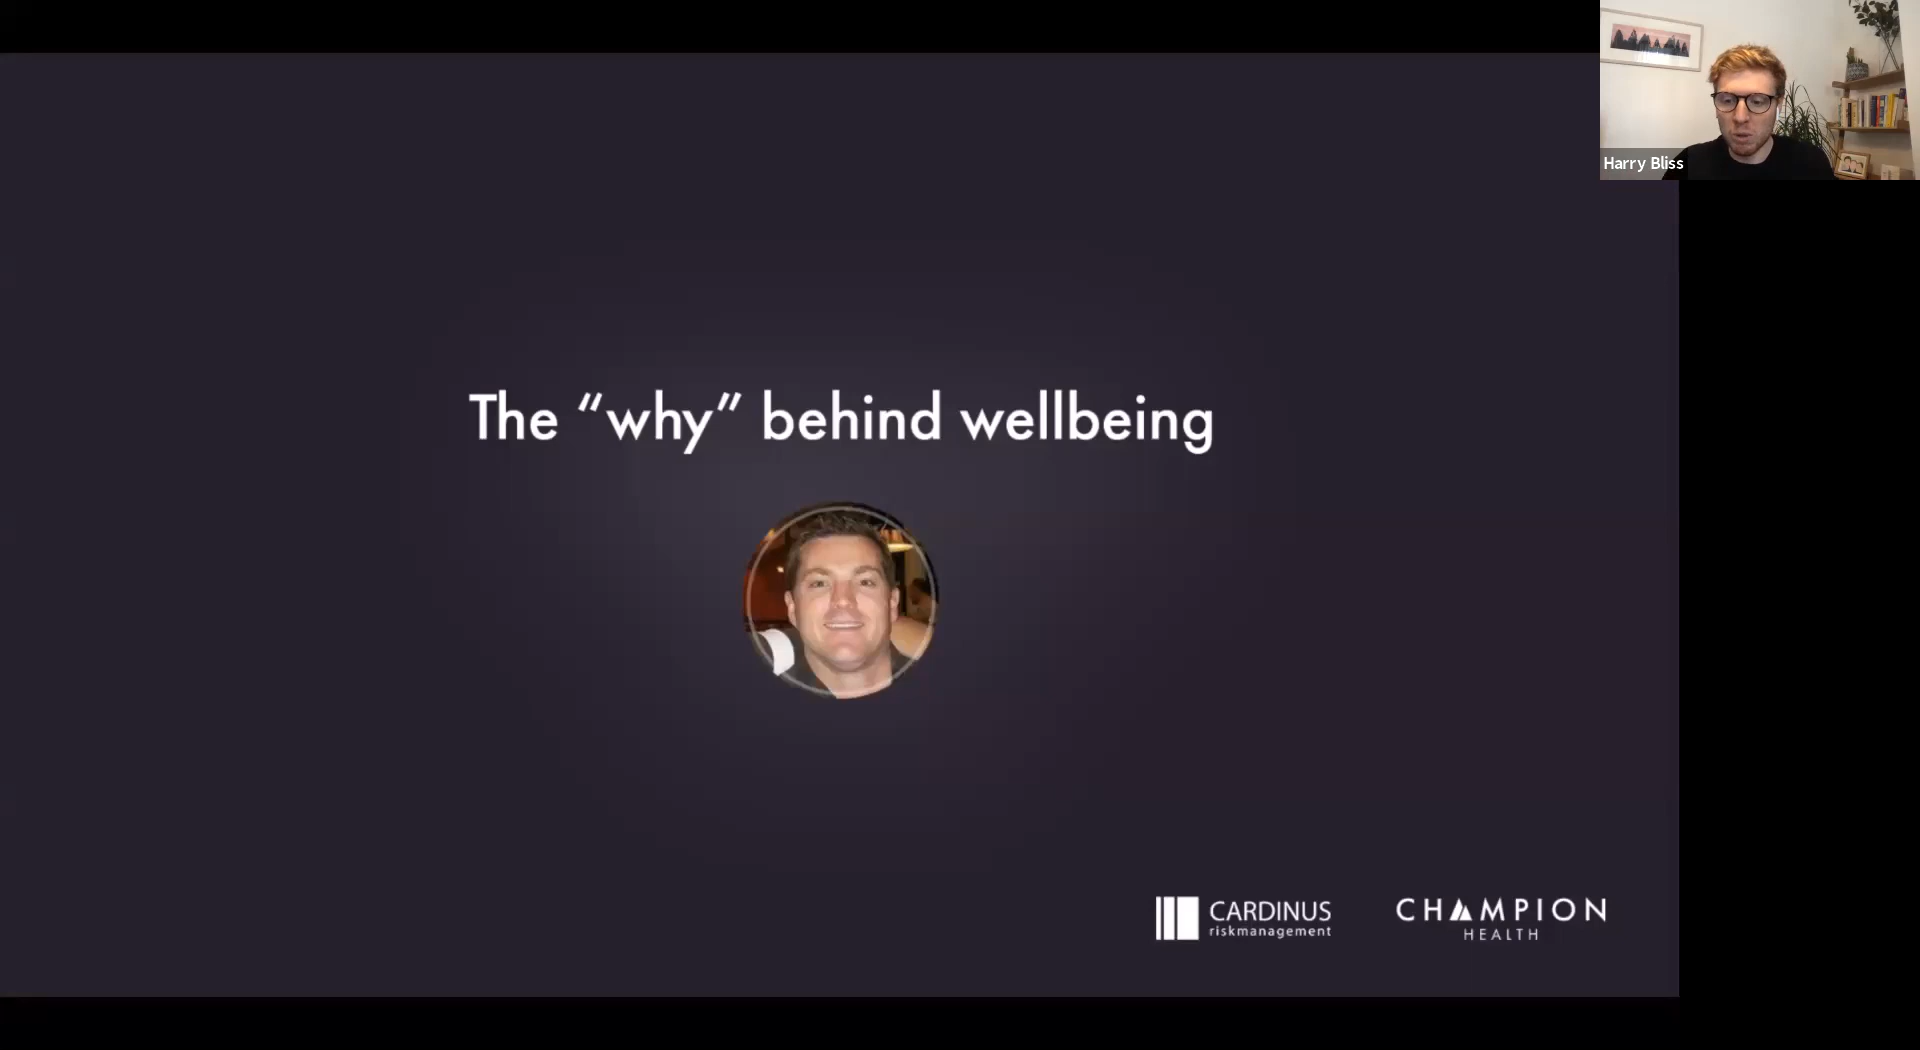 Harry Bliss
The “why” behind wellbeing
CARDINUS
riskmanagement
CHAMPION
HEALTH